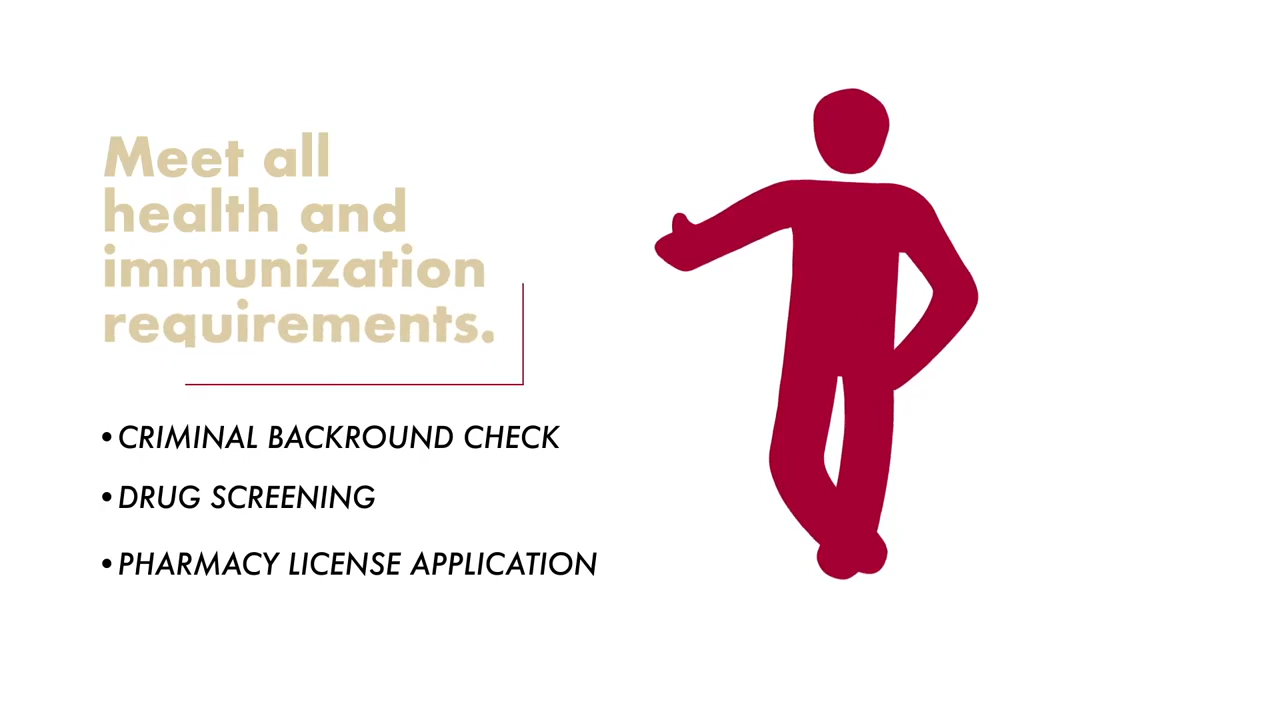 Meet all
health and
immunization
requirements.
•CRIMINAL BACKROUND CHECK
•DRUG SCREENING
•PHARMACY LICENSE APPLICATION